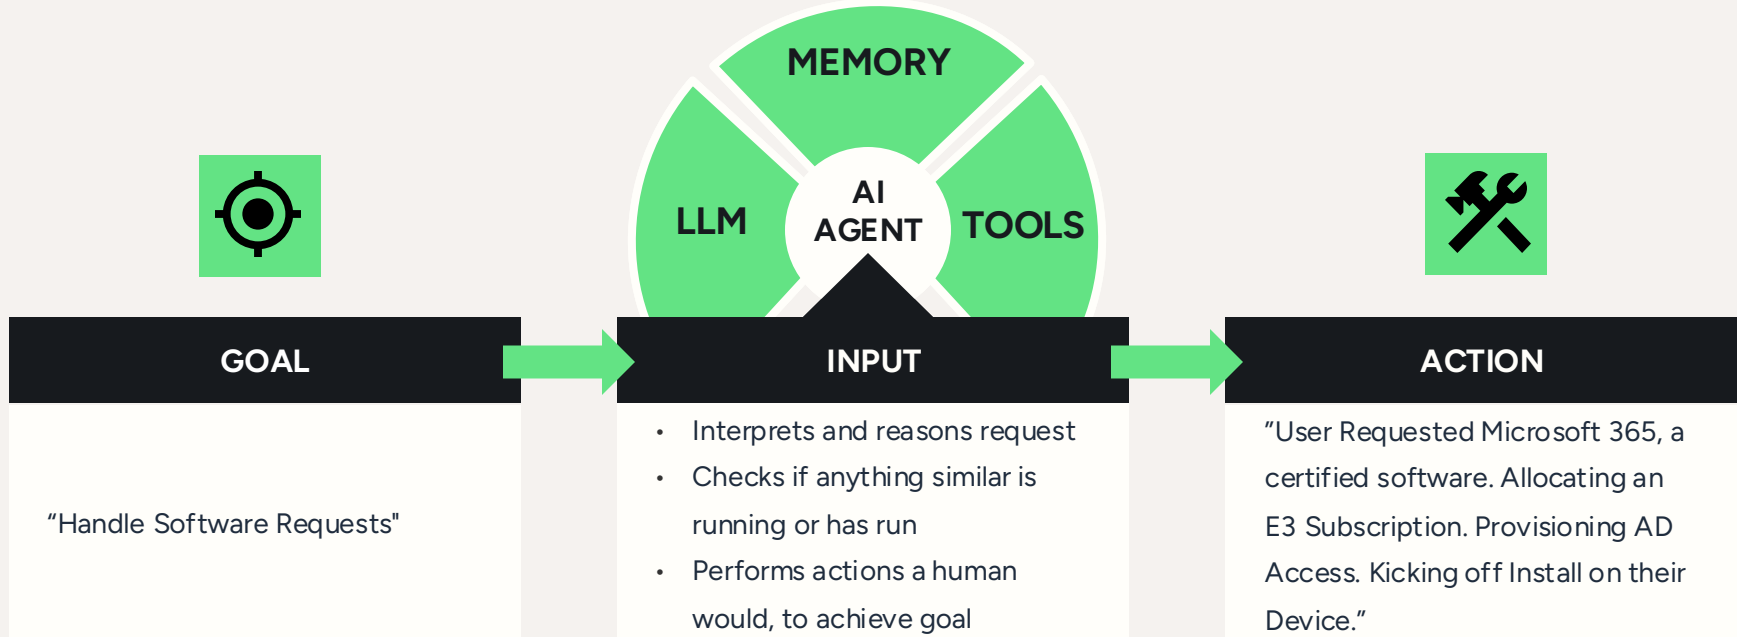 MEMORY
LLM
AI
AGENT
TOOLS
GOAL
INPUT
ACTION
“Handle Software Requests"
• Interprets and reasons request
• Checks if anything similar is
running or has run
• Performs actions a human
would, to achieve goal
”User Requested Microsoft 365, a
certified software. Allocating an
E3 Subscription. Provisioning AD
Access. Kicking off Install on their
Device.”